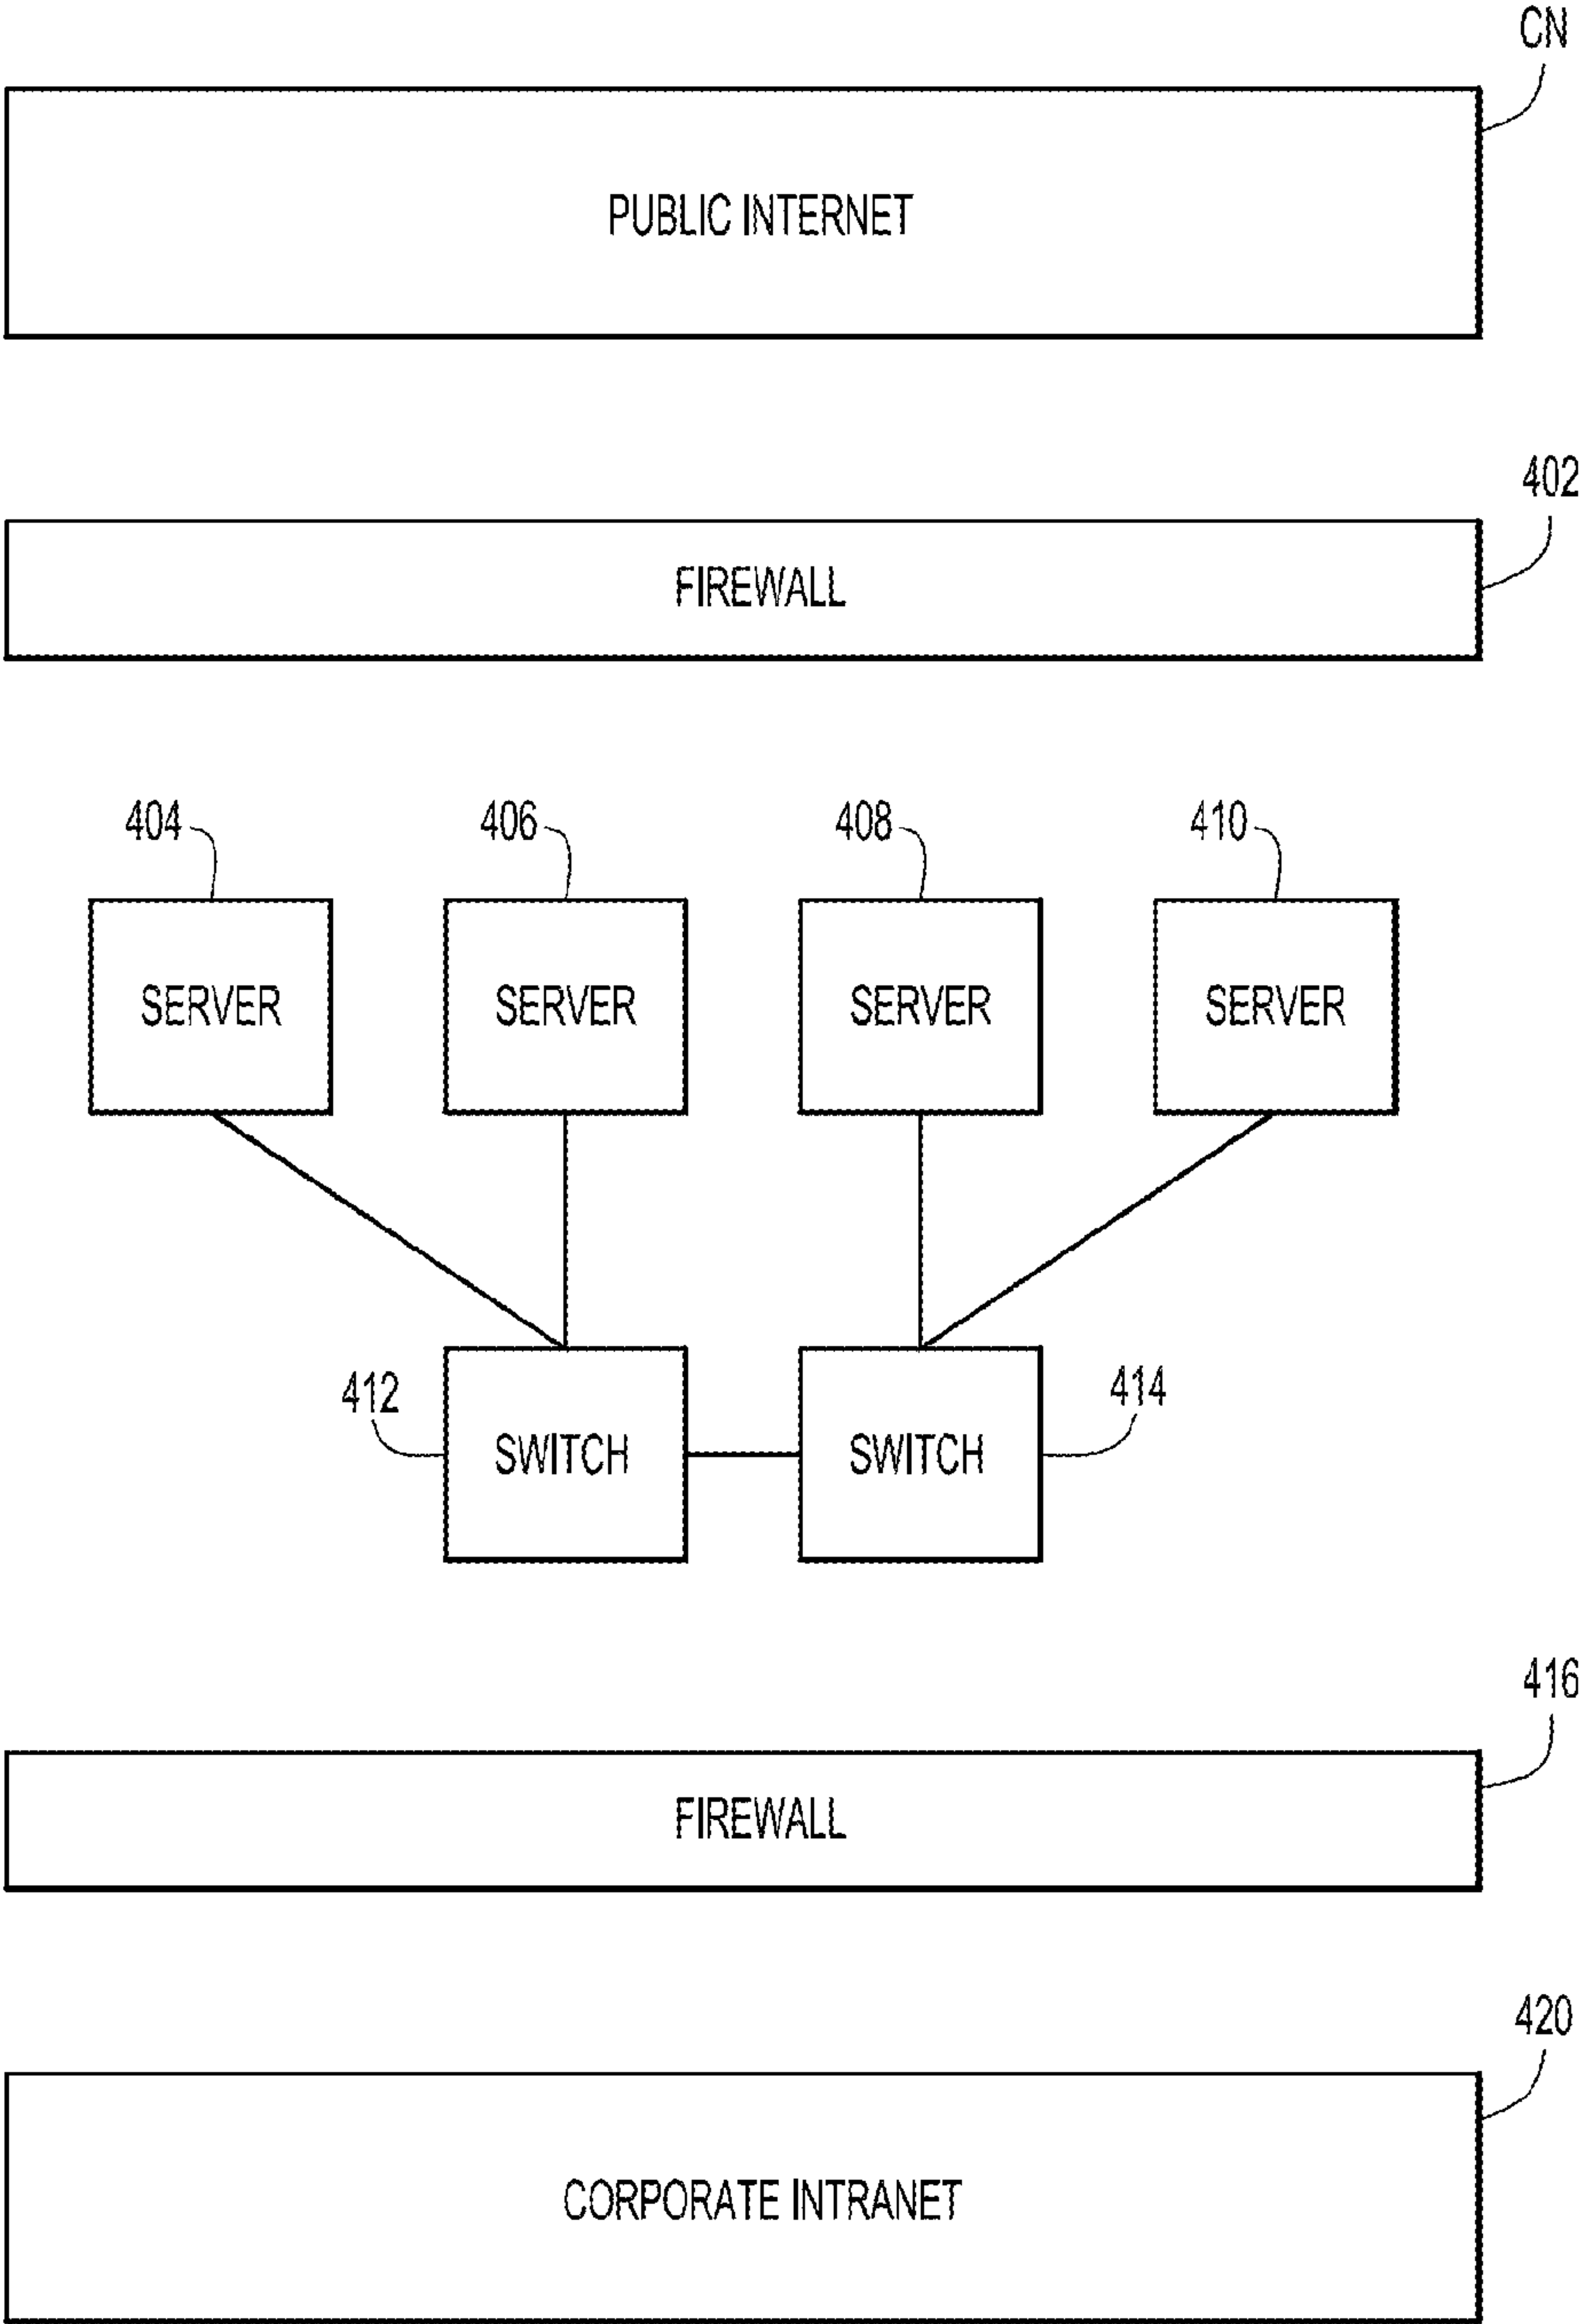 CN
PUBLIC INTERNET
402
FIREWALL
404 406 408 410
SERVER SERVER SERVER SERVER
412 414
SWITCH SWITCH
416
FIREWALL
420
CORPORATE INTRANET